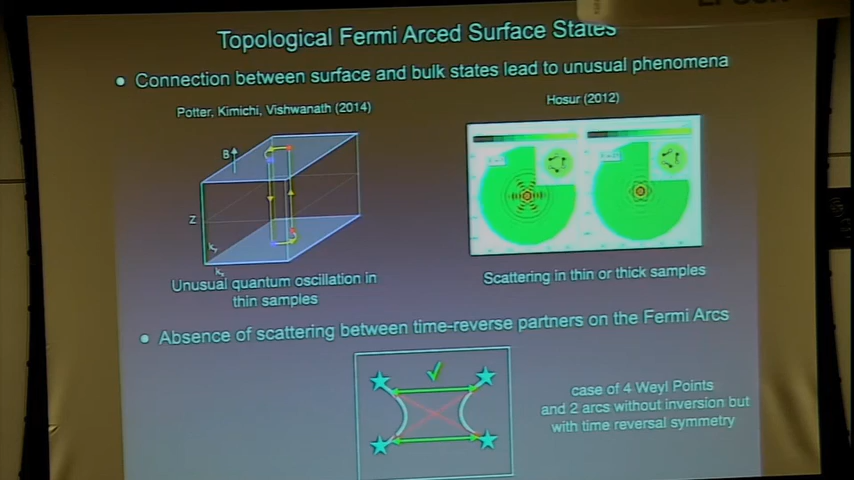 Topological Fermi Arced Surface States
Connection between surface and bulk states lead to unusual phenomena
Potter, Kimichi, Vishwanath (2014)
Hosur (2012)
B
Z
ky
kx
Unusual quantum oscillation in
thin samples
Scattering in thin or thick samples
Absence of scattering between time-reverse partners on the Fermi Arcs
case of 4 Weyl Points
and 2 arcs without inversion but
with time reversal symmetry